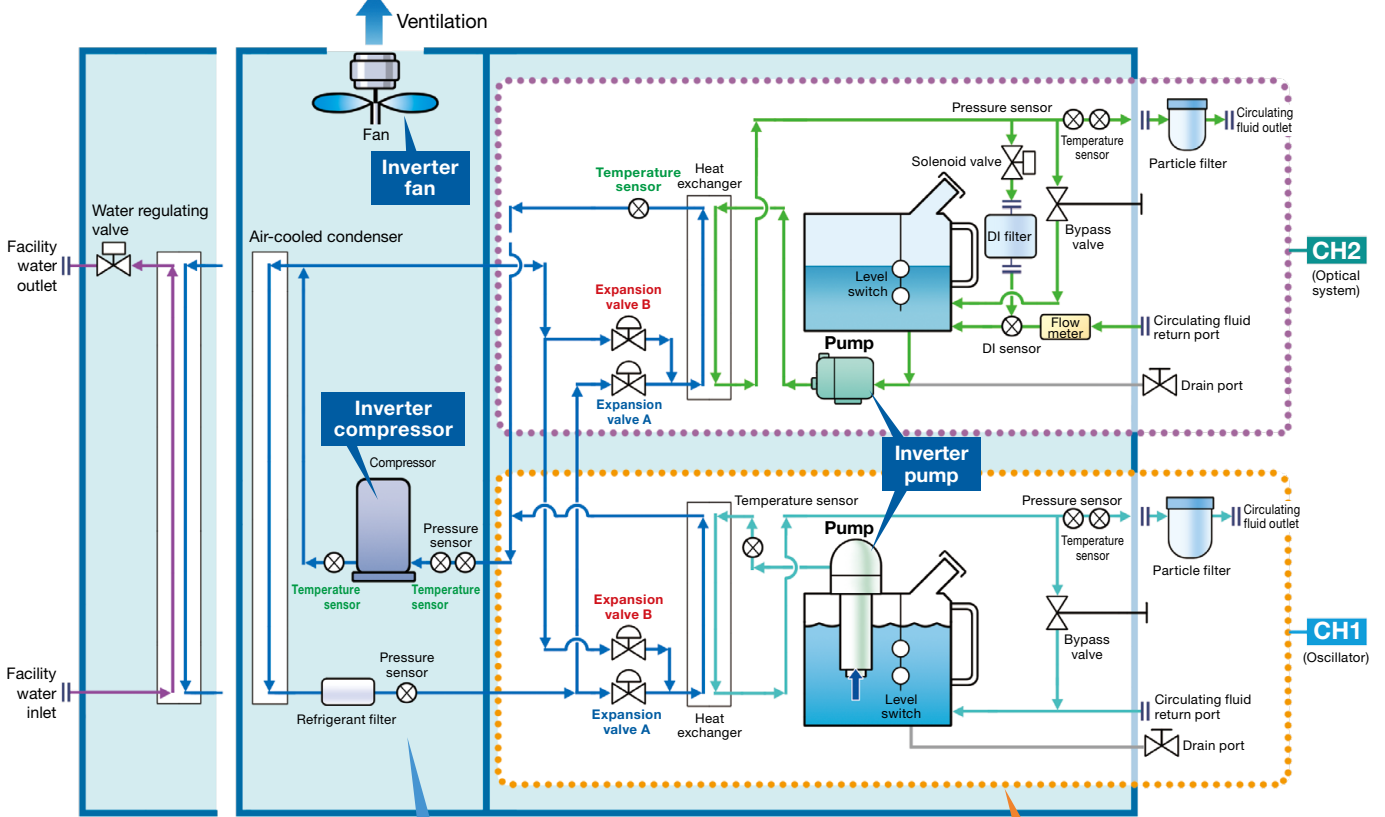 Ventilation
Fan
Inverter
fan
Water regulating
valve
Facility
water
outlet
Air-cooled condenser
Inverter
compressor
Compressor
Pressure
sensor
Temperature
sensor
Temperature
sensor
Facility
water
inlet
Refrigerant filter
Pressure
sensor
Temperature
sensor
Heat
exchanger
Expansion
valve B
Expansion
valve A
Pressure sensor
Temperature
sensor
Circulating
fluid outlet
Particle filter
Solenoid valve
DI filter
Bypass
valve
Level
switch
Flow
meter
Circulating fluid
return port
DI sensor
Pump
Drain port
CH2
(Optical
system)
Inverter
pump
Temperature sensor
Pump
Pressure sensor
Temperature
sensor
Circulating
fluid outlet
Particle filter
Expansion
valve B
Expansion
valve A
Heat
exchanger
Bypass
valve
Level
switch
Circulating fluid
return port
Drain port
CH1
(Oscillator)